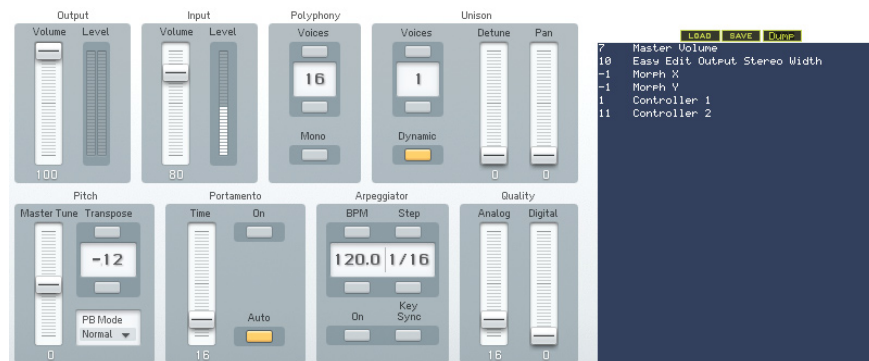 Output
Input
Polyphony
Unison
Volume
Level
Volume
Level
Voices
Voices
Detune
Pan
16
1
Mono
Dynamic
100
80
0
0
Pitch
Portamento
Arpeggiator
Quality
Master Tune
Transpose
Time
On
BPM
Step
Analog
Digital
-12
120.0
1/16
PB Mode
Normal
Auto
On
Key
Sync
0
16
16
0
LOAD SAVE Dump
7 Master Volume
10 Easy Edit Output Stereo Width
-1 Morph X
-1 Morph Y
1 Controller 1
11 Controller 2